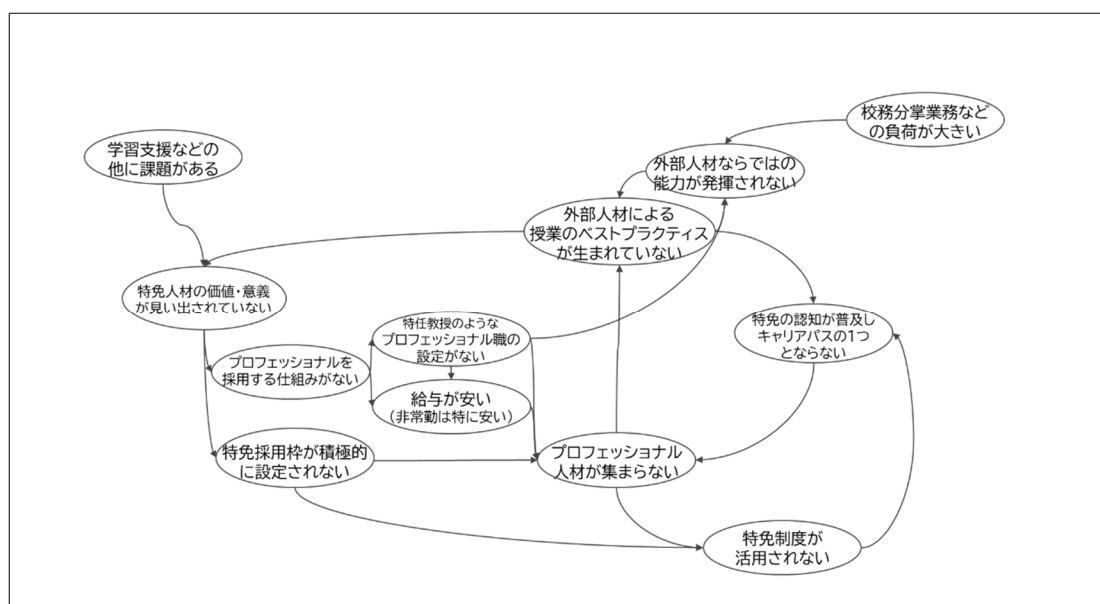 校務分掌業務など
の負荷が大きい
学習支援などの
他に課題がある
外部人材ならではの
能力が発揮されない
外部人材による
授業のベストプラクティス
が生まれていない
特免人材の価値・意義
が見い出されていない
特任教授のような
プロフェッショナル職の
設定がない
特免の認知が普及し
キャリアパスの1つ
とならない
プロフェッショナルを
採用する仕組みがない
給与が安い
（非常勤は特に安い）
特免採用枠が積極的
に設定されない
プロフェッショナル
人材が集まらない
特免制度が
活用されない